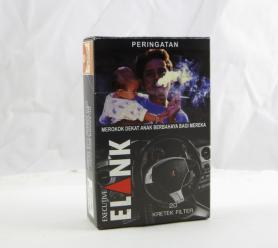 PERINGATAN
MEROKOK DEKAT ANAK BERBAHAYA BAGI MEREKA
EXECUTIVE
ELANK
20
KRETEK FILTER